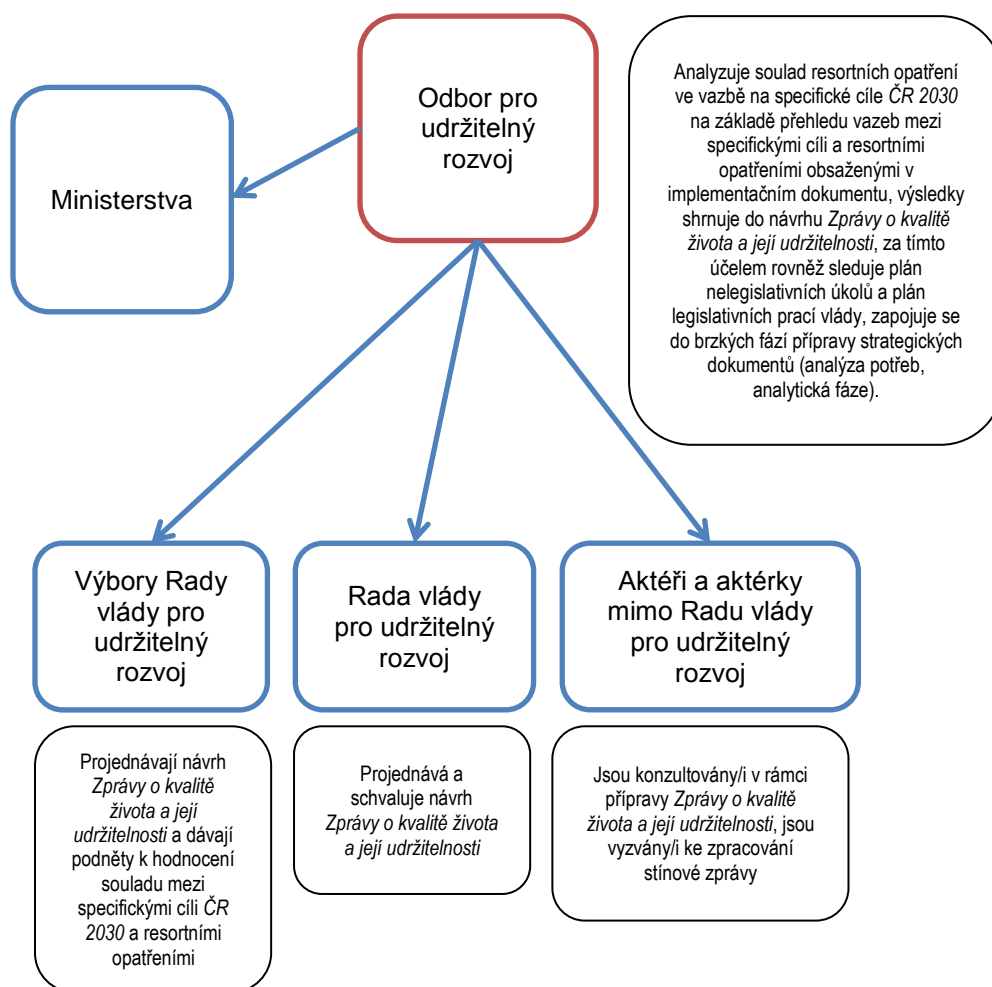 Ministerstva
Odbor pro
udržitelný
rozvoj
Analyzuje soulad resortních opatření
ve vazbě na specifické cíle ČR 2030
na základě přehledu vazeb mezi
specifickými cíli a resortními
opatřeními obsaženými v
implementačním dokumentu, výsledky
shrnuje do návrhu Zprávy o kvalitě
života a její udržitelnosti, za tímto
účelem rovněž sleduje plán
nelegislativních úkolů a plán
legislativních prací vlády, zapojuje se
do brzkých fází přípravy strategických
dokumentů (analýza potřeb,
analytická fáze).
Výbory Rady
vlády pro
udržitelný
rozvoj
Rada vlády
pro udržitelný
rozvoj
Aktéři a aktérky
mimo Radu vlády
pro udržitelný
rozvoj
Projednávají návrh
Zprávy o kvalitě
života a její
udržitelnosti a dávají
podněty k hodnocení
souladu mezi
specifickými cíli ČR
2030 a resortními
opatřeními
Projednává a
schvaluje návrh
Zprávy o kvalitě života
a její udržitelnosti
Jsou konzultovány/i v rámci
přípravy Zprávy o kvalitě
života a její udržitelnosti, jsou
vyzvány/i ke zpracování
stínové zprávy